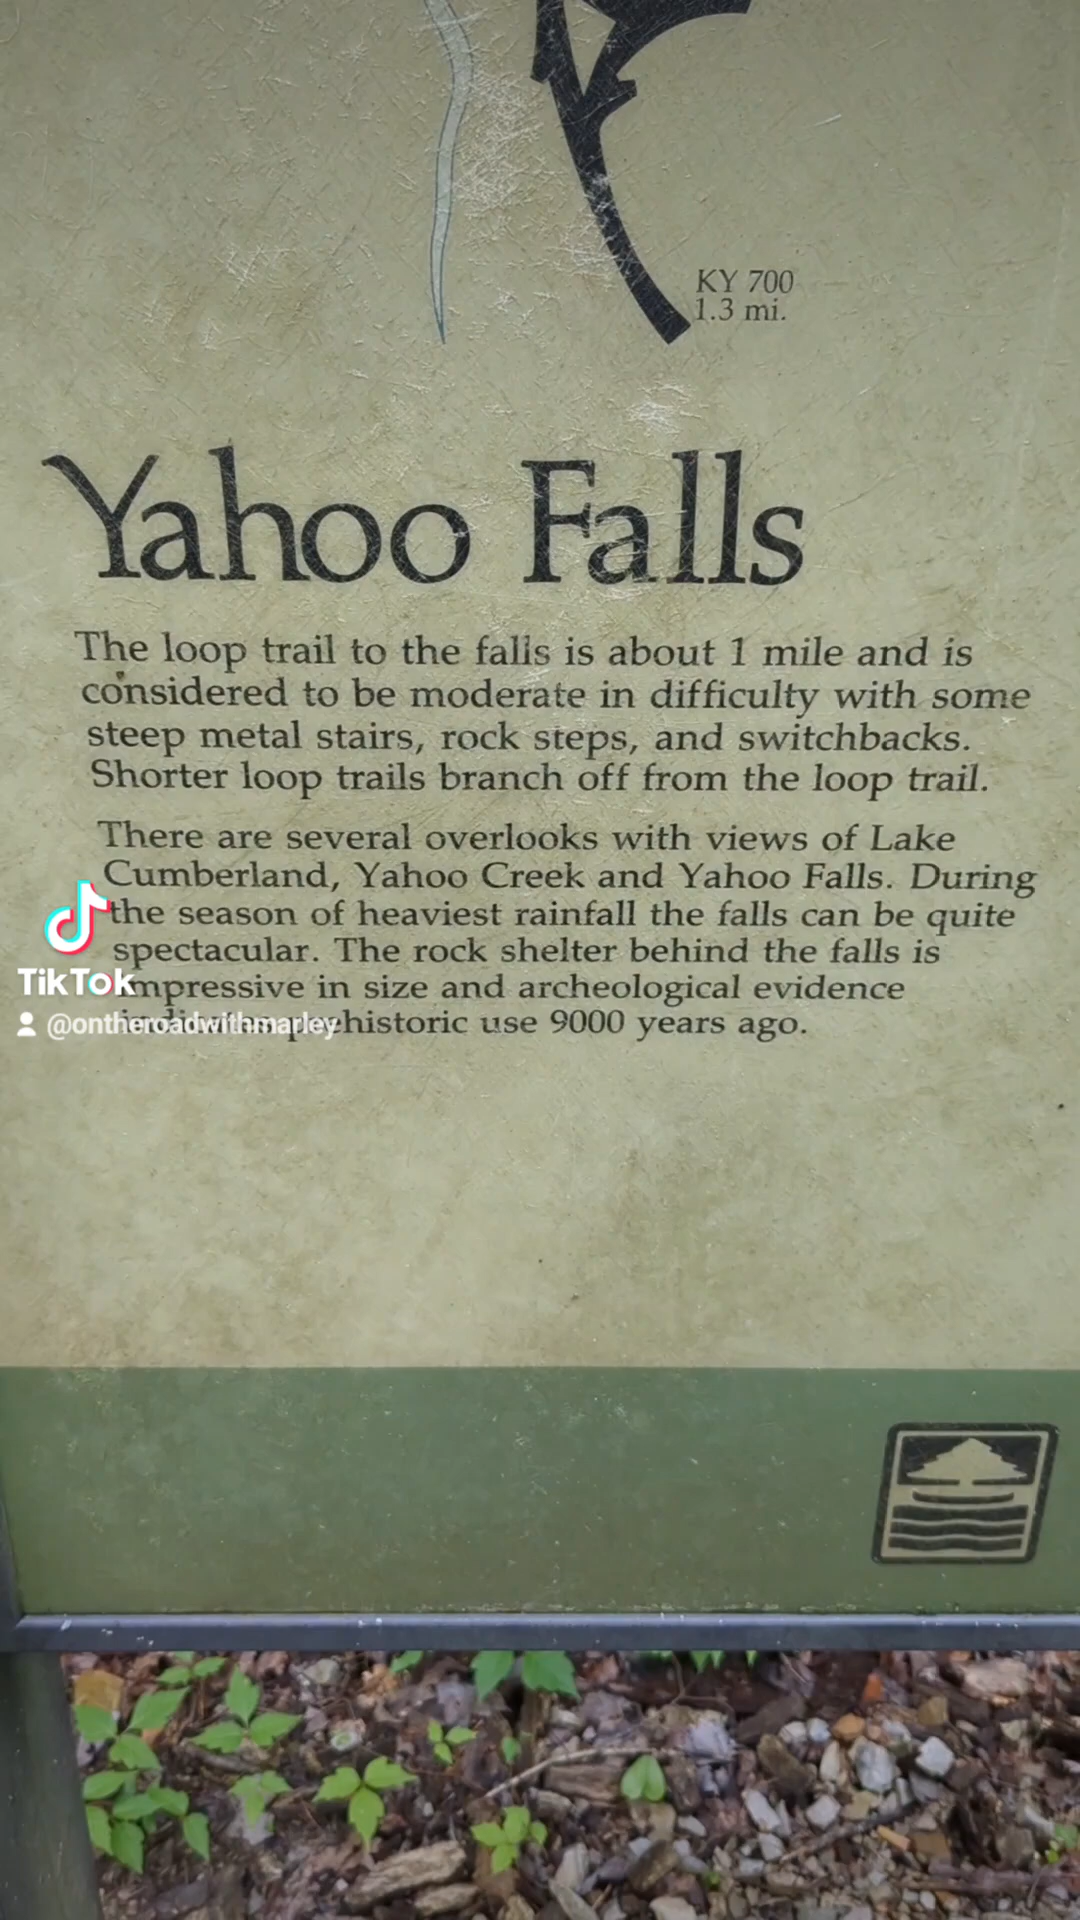 KY 700
1.3 mi.
Yahoo Falls
The loop trail to the falls is about 1 mile and is
considered to be moderate in difficulty with some
steep metal stairs, rock steps, and switchbacks.
Shorter loop trails branch off from the loop trail.
There are several overlooks with views of Lake
Cumberland, Yahoo Creek and Yahoo Falls. During
the season of heaviest rainfall the falls can be quite
spectacular. The rock shelter behind the falls is
impressive in size and archeological evidence
indicates prehistoric use 9000 years ago.
TikTok
@ontheroadwithmarley